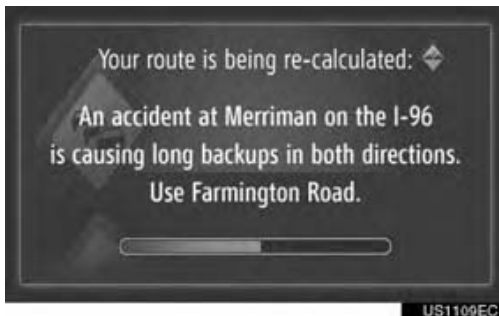 Your route is being re-calculated:
An accident at Merriman on the I-96
is causing long backups in both directions.
Use Farmington Road.
US1109EC